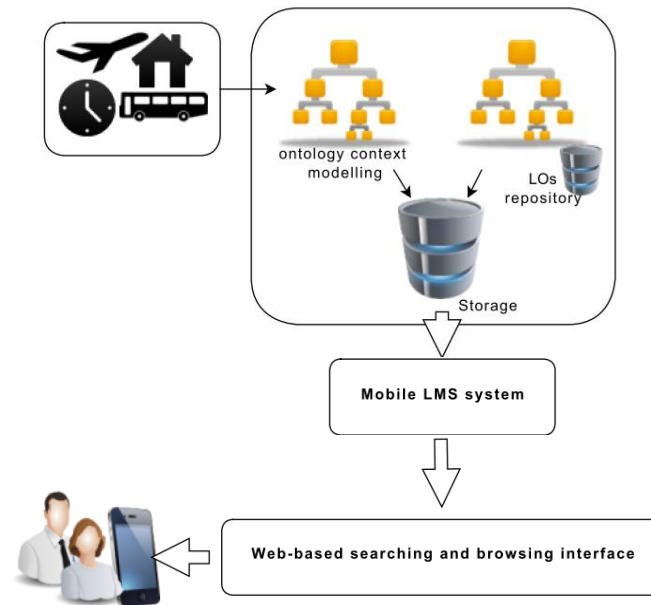 ontology context
modelling
LOs
repository
Storage
Mobile LMS system
Web-based searching and browsing interface